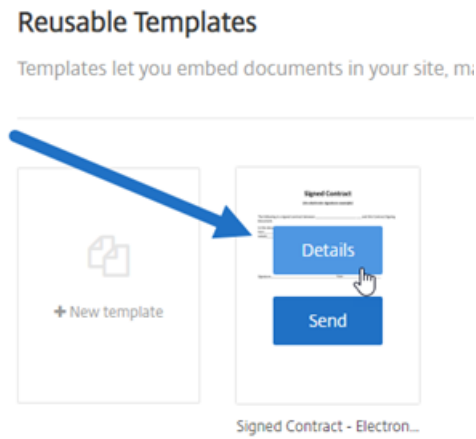 Reusable Templates
Templates let you embed documents in your site, ma
+ New template
Signed Contract
Details
Send
Signed Contract - Electron...